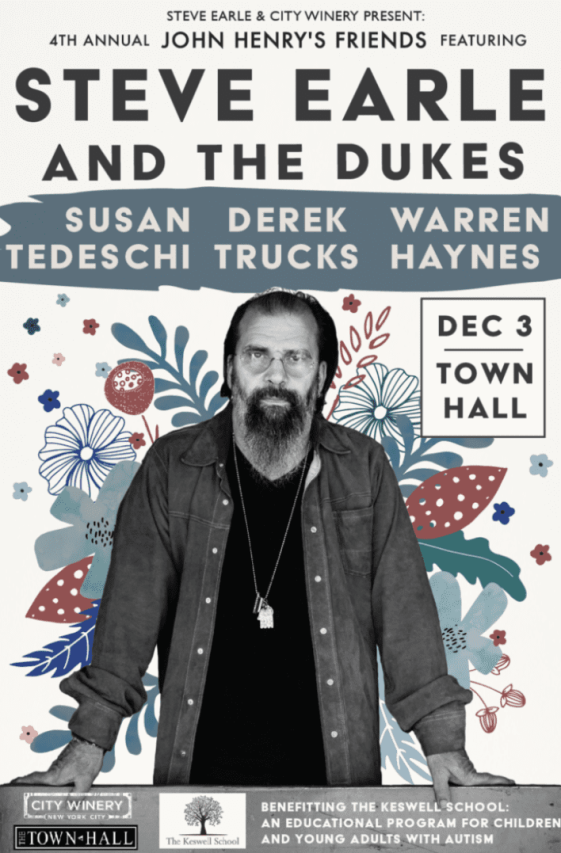 STEVE EARLE & CITY WINERY PRESENT:
4TH ANNUAL JOHN HENRY'S FRIENDS FEATURING
STEVE EARLE
AND THE DUKES
SUSAN TEDESCHI
DEREK TRUCKS
WARREN HAYNES
DEC 3
TOWN
HALL
CITY WINERY
NEW YORK CITY
THE TOWN HALL
The Keswell School
BENEFITTING THE KESWELL SCHOOL:
AN EDUCATIONAL PROGRAM FOR CHILDREN
AND YOUNG ADULTS WITH AUTISM